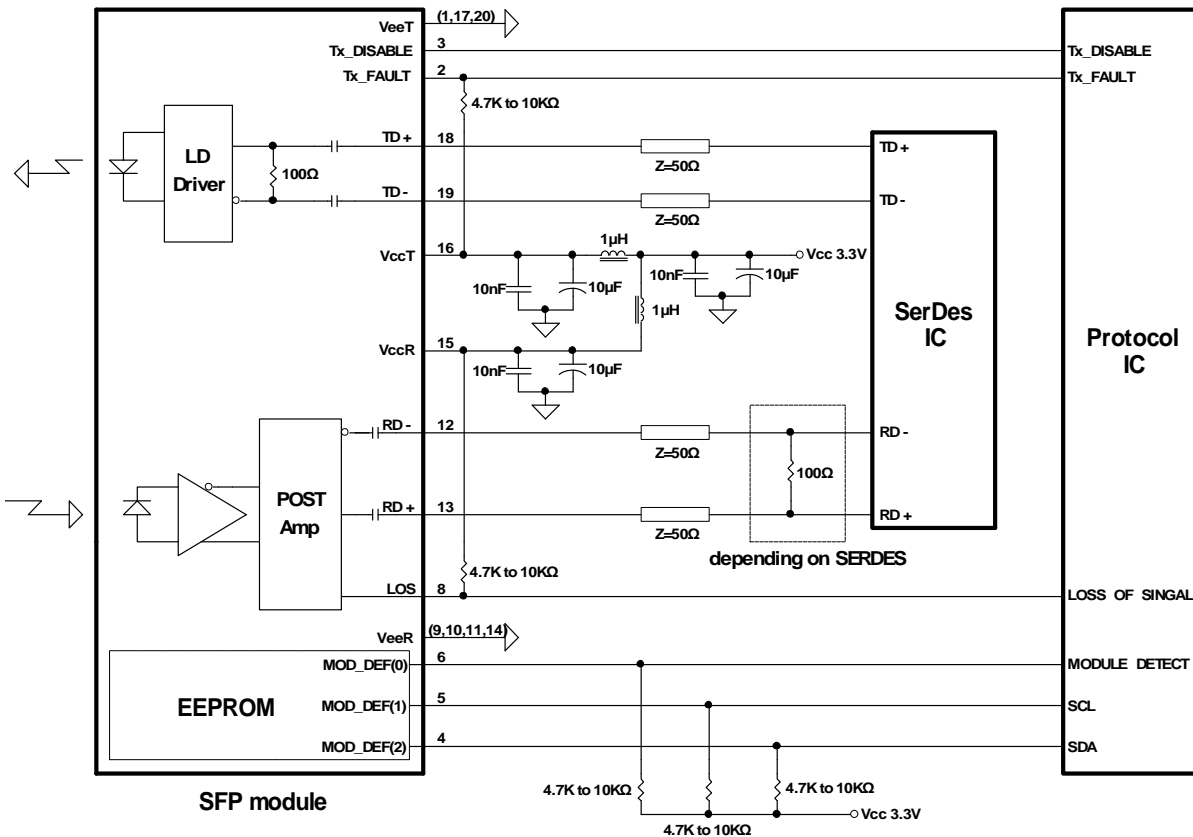 VeeT
(1,17,20)
Tx_DISABLE
3
Tx_DISABLE
Tx_FAULT
2
Tx_FAULT
4.7K to 10KΩ
LD
Driver
100Ω
TD+
18
Z=50Ω
TD+
TD-
19
Z=50Ω
TD-
VccT
16
1µH
Vcc 3.3V
10nF
10µF
10nF
10µF
1µH
VccR
15
10nF
10µF
SerDes
IC
Protocol
IC
RD-
12
Z=50Ω
RD-
100Ω
POST
Amp
RD+
13
Z=50Ω
RD+
depending on SERDES
4.7K to 10KΩ
LOS
8
LOSS OF SINGAL
VeeR
(9,10,11,14)
MOD_DEF(0)
6
MODULE DETECT
EEPROM
MOD_DEF(1)
5
SCL
MOD_DEF(2)
4
SDA
SFP module
4.7K to 10KΩ
4.7K to 10KΩ
Vcc 3.3V
4.7K to 10KΩ